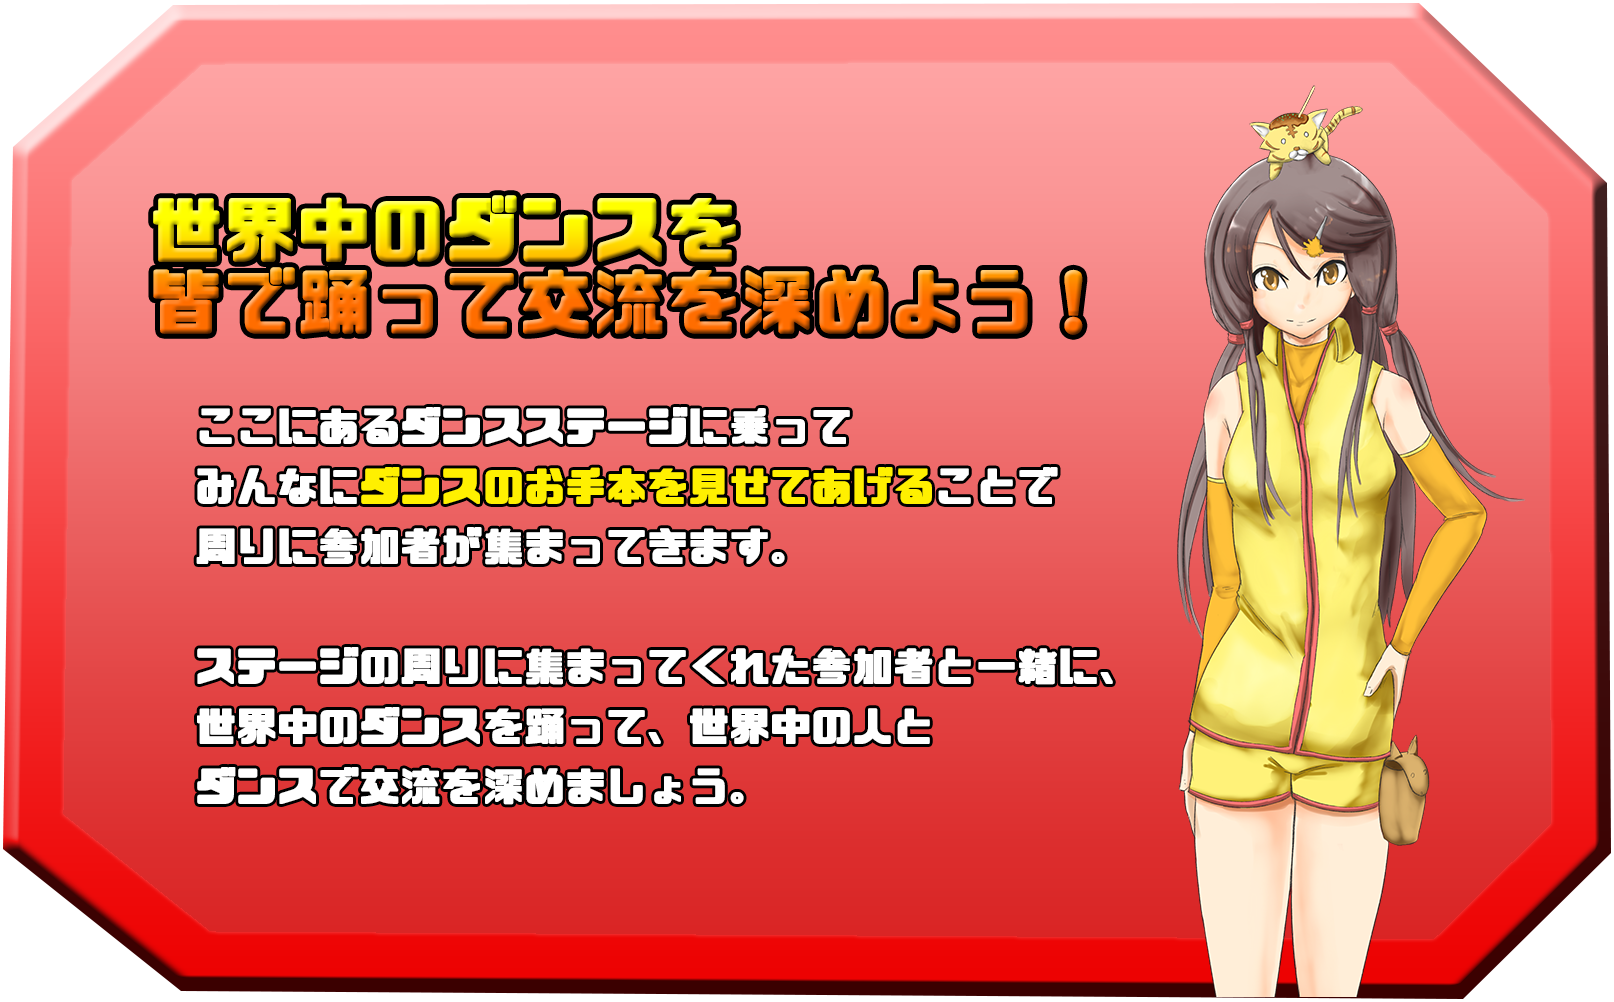 世界中のダンスを
皆で踊って交流を深めよう！
ここにあるダンスステージに乗って
みんなにダンスのお手本を見せてあげることで
周りに参加者が集まってきます。
ステージの周りに集まってくれた参加者と一緒に、
世界中のダンスを踊って、世界中の人と
ダンスで交流を深めましょう。